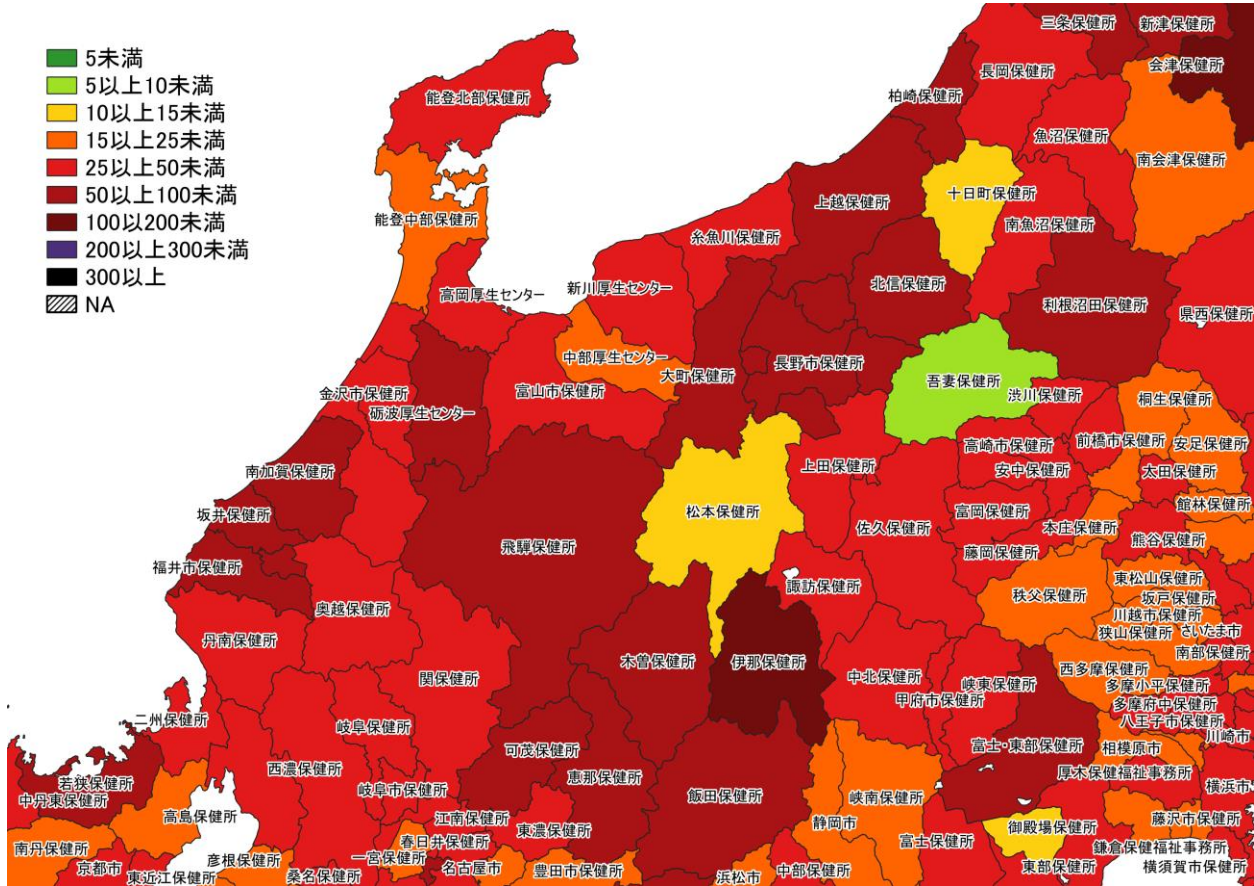 5未満
5以上10未満
10以上15未満
15以上25未満
25以上50未満
50以上100未満
100以200未満
200以上300未満
300以上
NA
三条保健所
新津保健所
長岡保健所
会津保健所
能登北部保健所
柏崎保健所
魚沼保健所
南会津保健所
十日町保健所
上越保健所
能登中部保健所
南魚沼保健所
糸魚川保健所
高岡厚生センター
新川厚生センター
北信保健所
利根沼田保健所
県西保健所
中部厚生センター
大町保健所
長野市保健所
吾妻保健所
渋川保健所
金沢市保健所
富山市保健所
砺波厚生センター
桐生保健所
前橋市保健所
安足保健所
高崎市保健所
安中保健所
太田保健所
上田保健所
南加賀保健所
館林保健所
松本保健所
富岡保健所
坂井保健所
佐久保健所
本庄保健所
熊谷保健所
飛騨保健所
藤岡保健所
福井市保健所
諏訪保健所
東松山保健所
秩父保健所
坂戸保健所
奥越保健所
川越市保健所
狭山保健所
さいたま市
丹南保健所
木曽保健所
伊那保健所
南部保健所
西多摩保健所
関保健所
中北保健所
峡東保健所
多摩小平保健所
甲府市保健所
多摩府中保健所
二州保健所
岐阜保健所
八王子市保健所
川崎市
可茂保健所
富士・東部保健所
相模原市
西濃保健所
恵那保健所
厚木保健福祉事務所
若狭保健所
岐阜市保健所
飯田保健所
峡南保健所
横浜市
中丹東保健所
高島保健所
江南保健所
東濃保健所
静岡市
御殿場保健所
藤沢市保健所
春日井保健所
富士保健所
南丹保健所
彦根保健所
一宮保健所
鎌倉保健福祉事務所
京都市
東近江保健所
桑名保健所
名古屋市
豊田市保健所
浜松市
中部保健所
東部保健所
横須賀市保健所